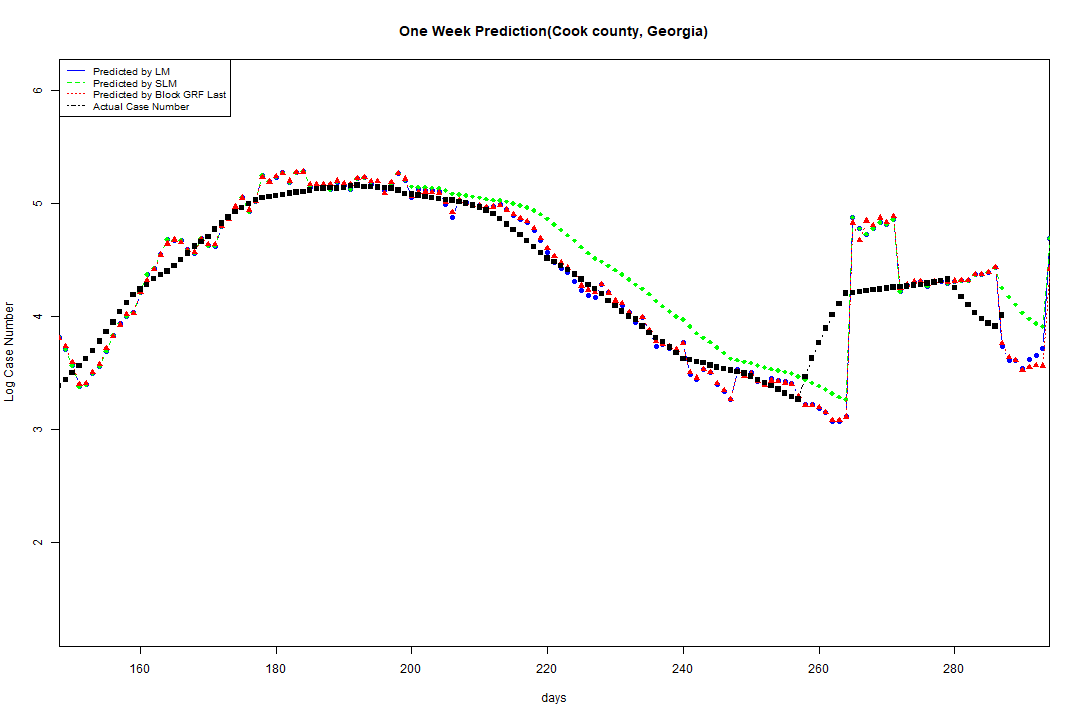 One Week Prediction(Cook county, Georgia)
Predicted by LM
Predicted by SLM
Predicted by Block GRF Last
Actual Case Number
6
5
4
3
2
Log Case Number
160 180 200 220 240 260 280
days